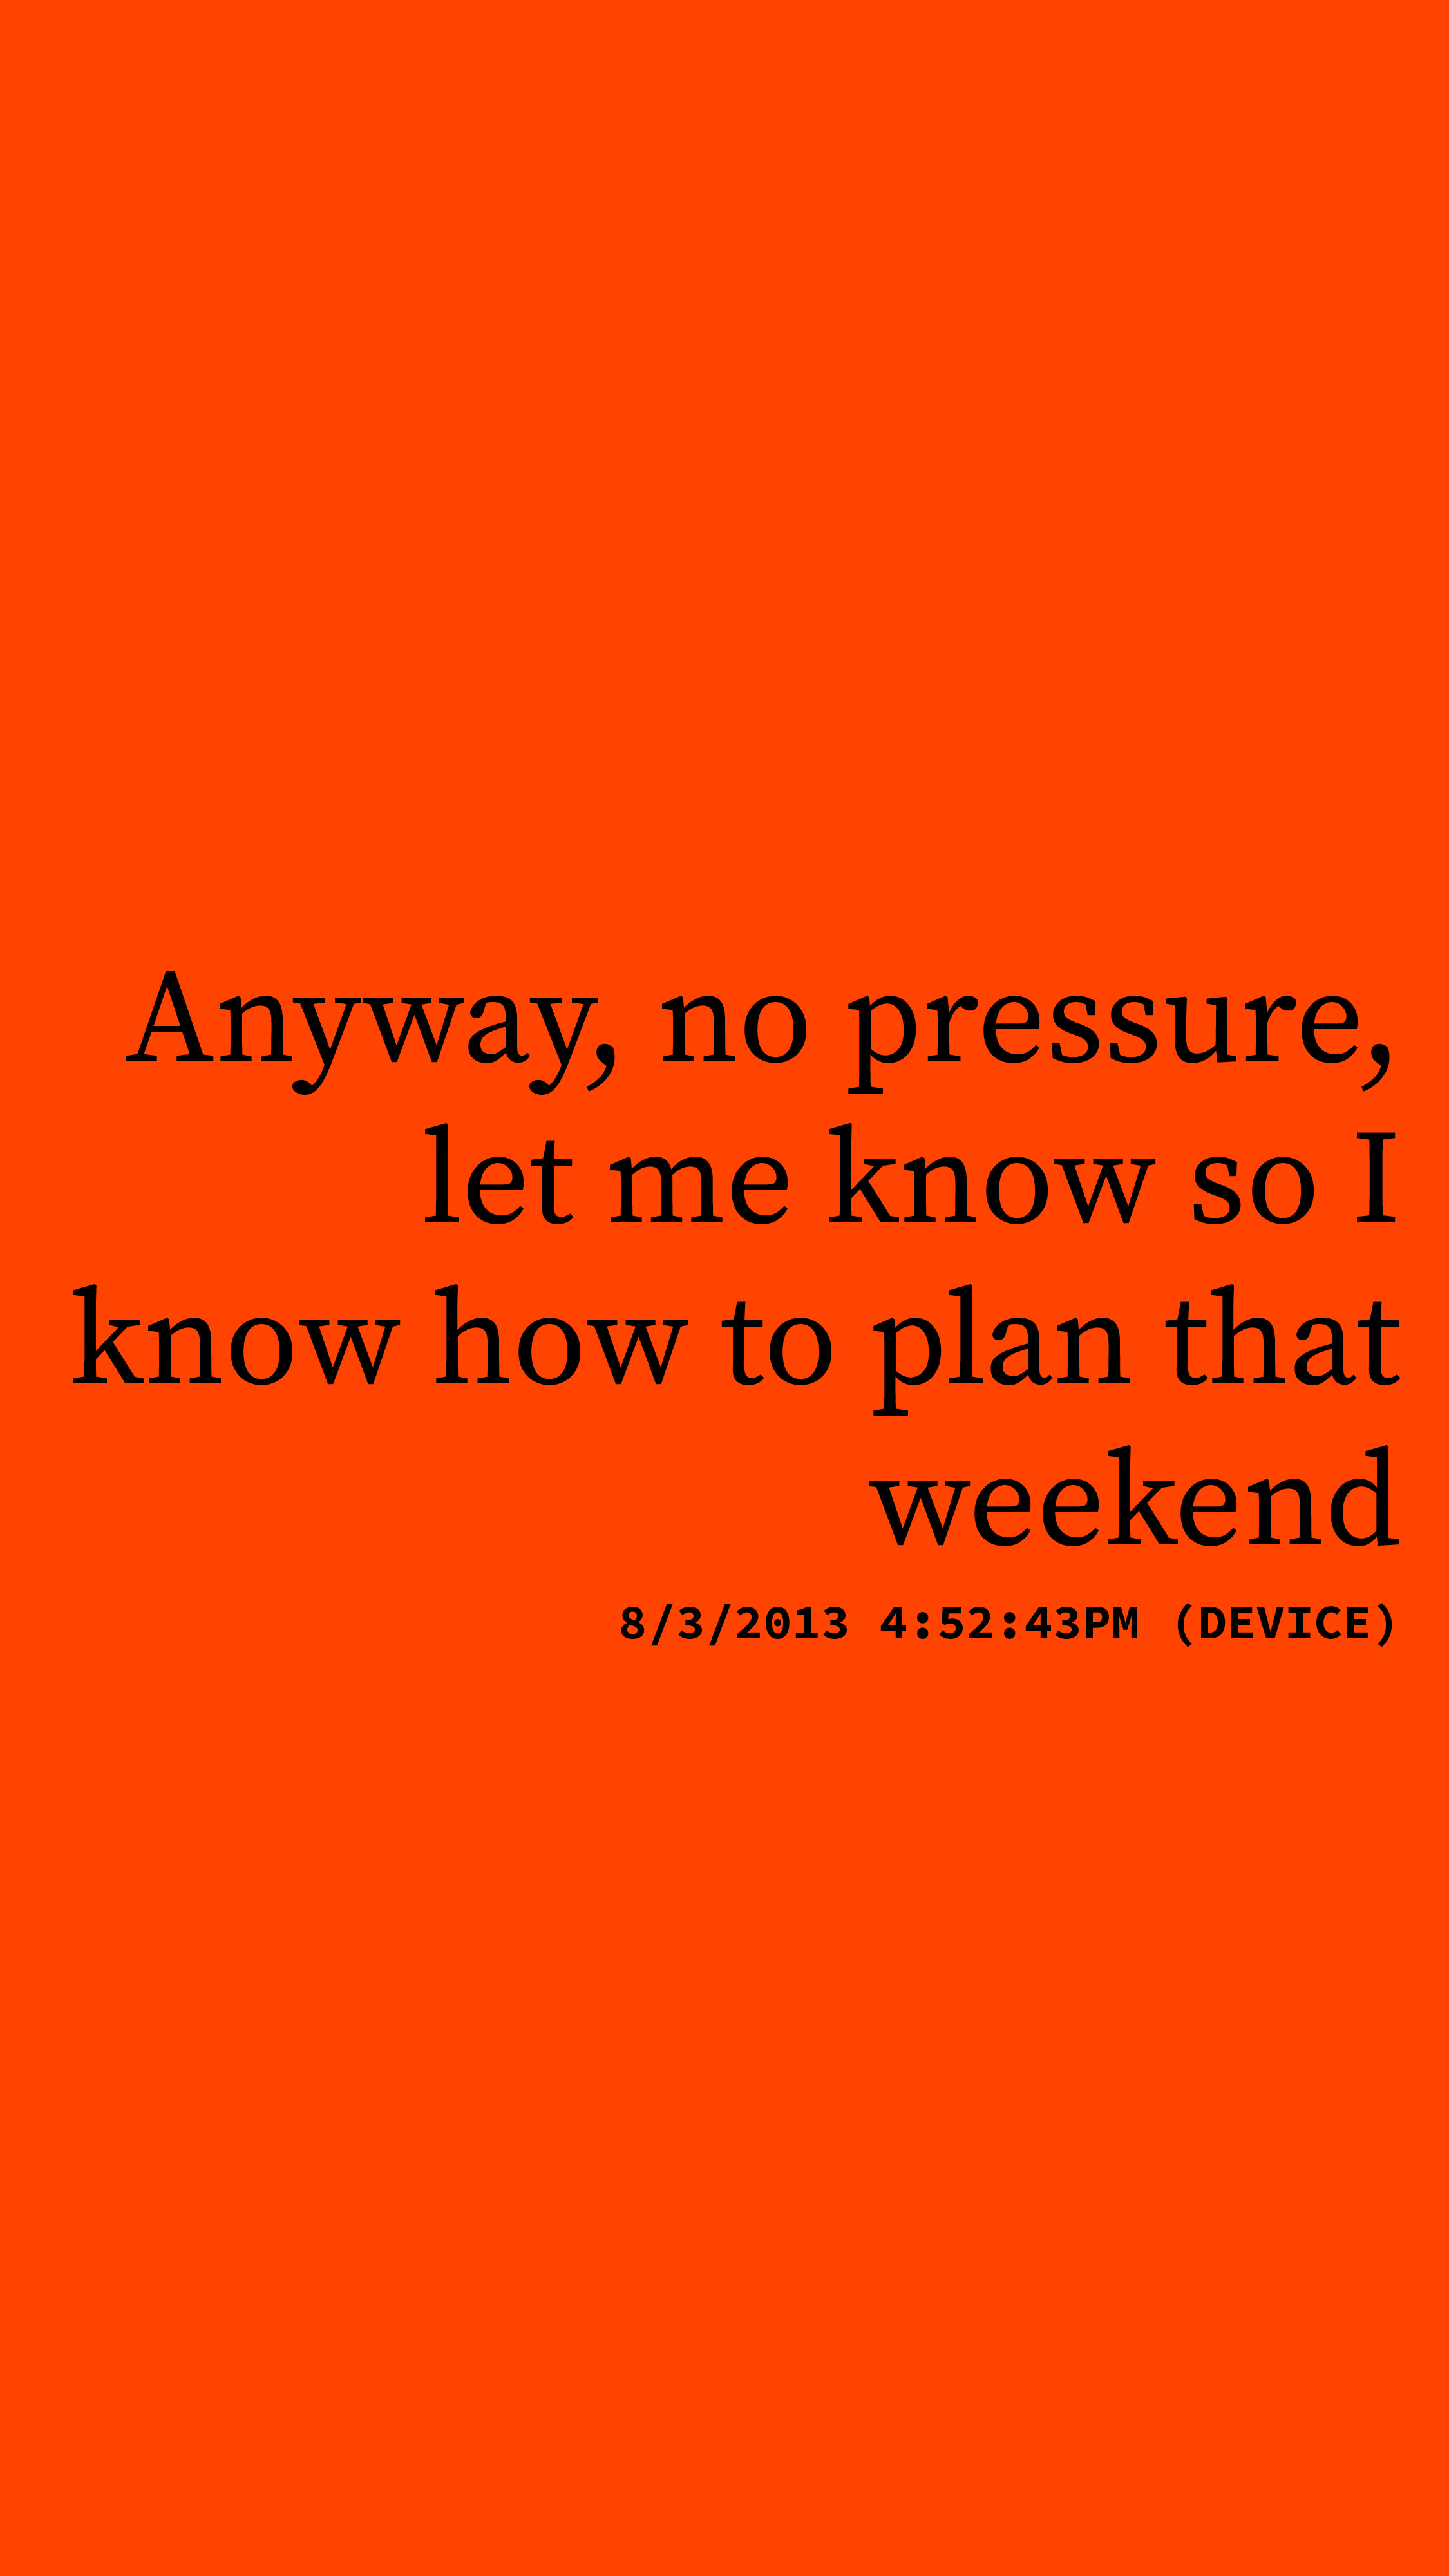 Anyway, no pressure,
let me know so I
know how to plan that
weekend
8/3/2013 4:52:43PM (DEVICE)